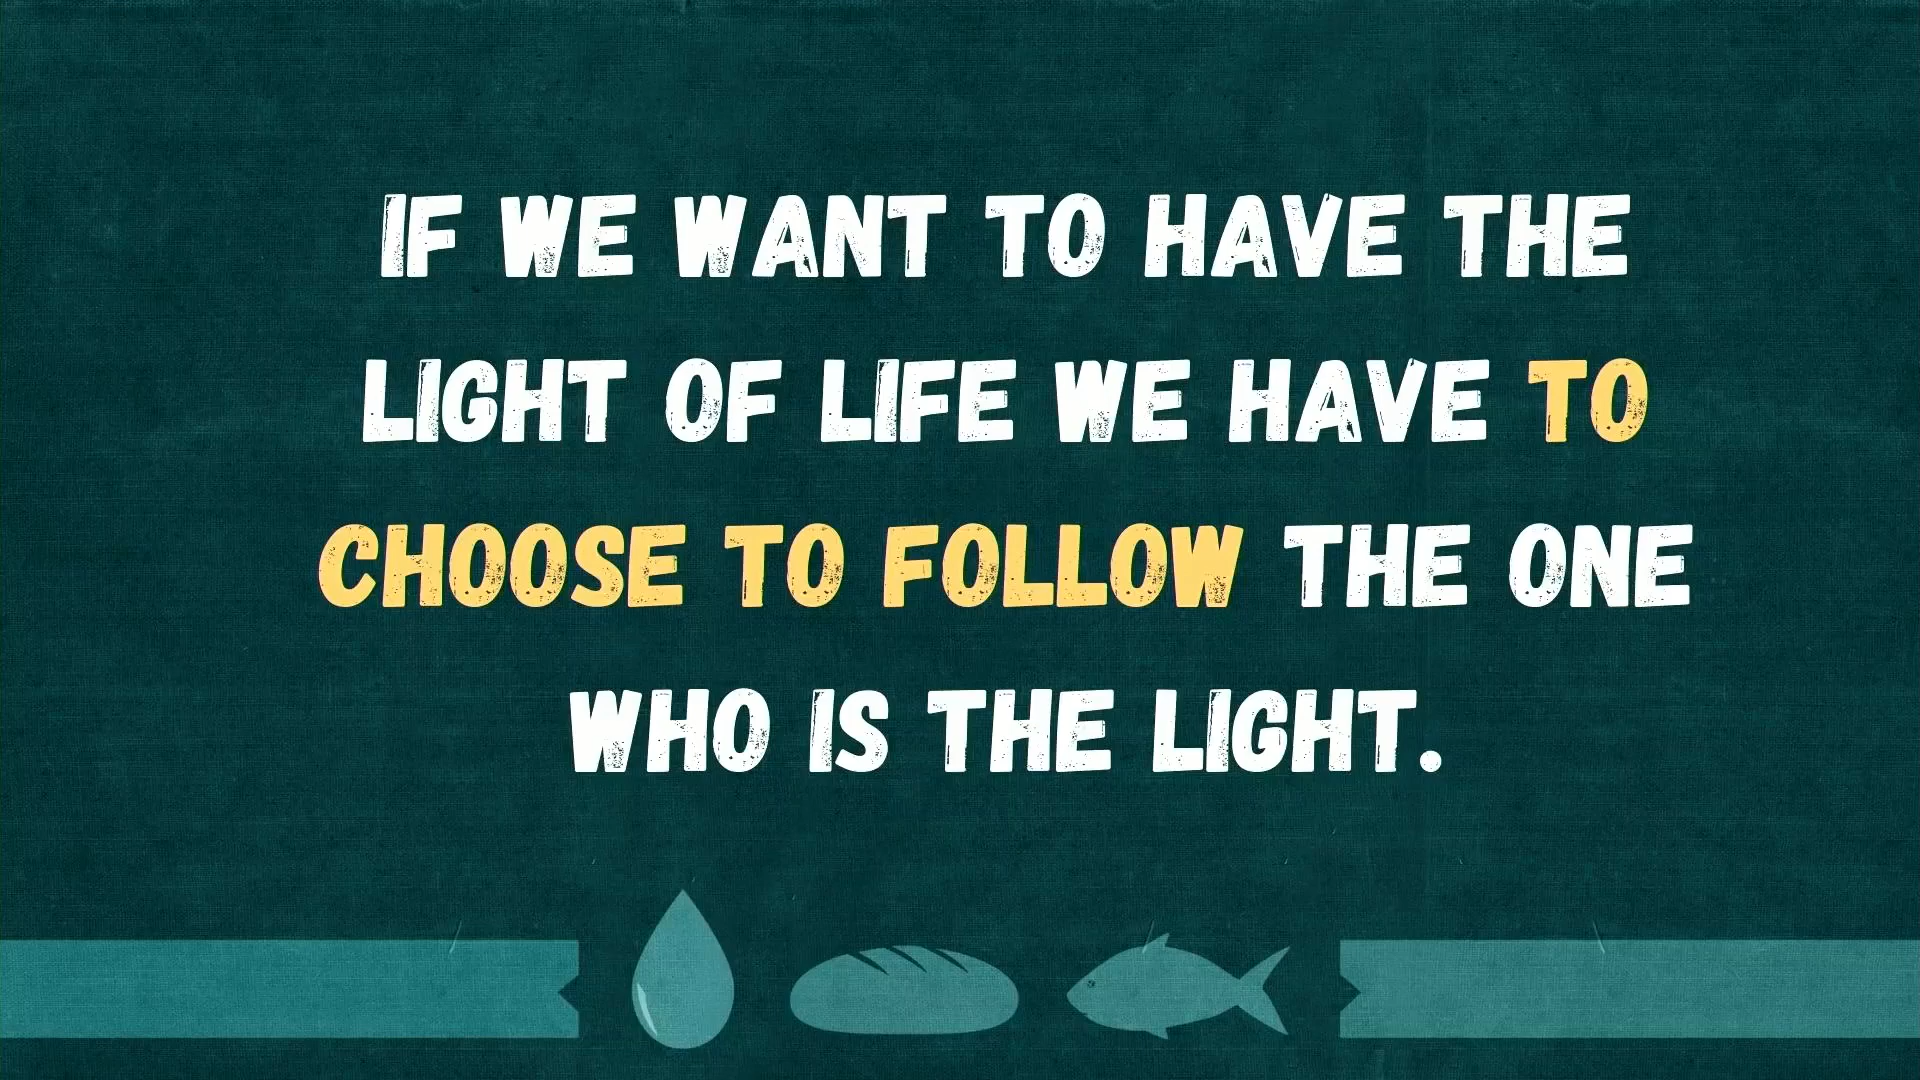 IF WE WANT TO HAVE THE
LIGHT OF LIFE WE HAVE TO
CHOOSE TO FOLLOW THE ONE
WHO IS THE LIGHT.